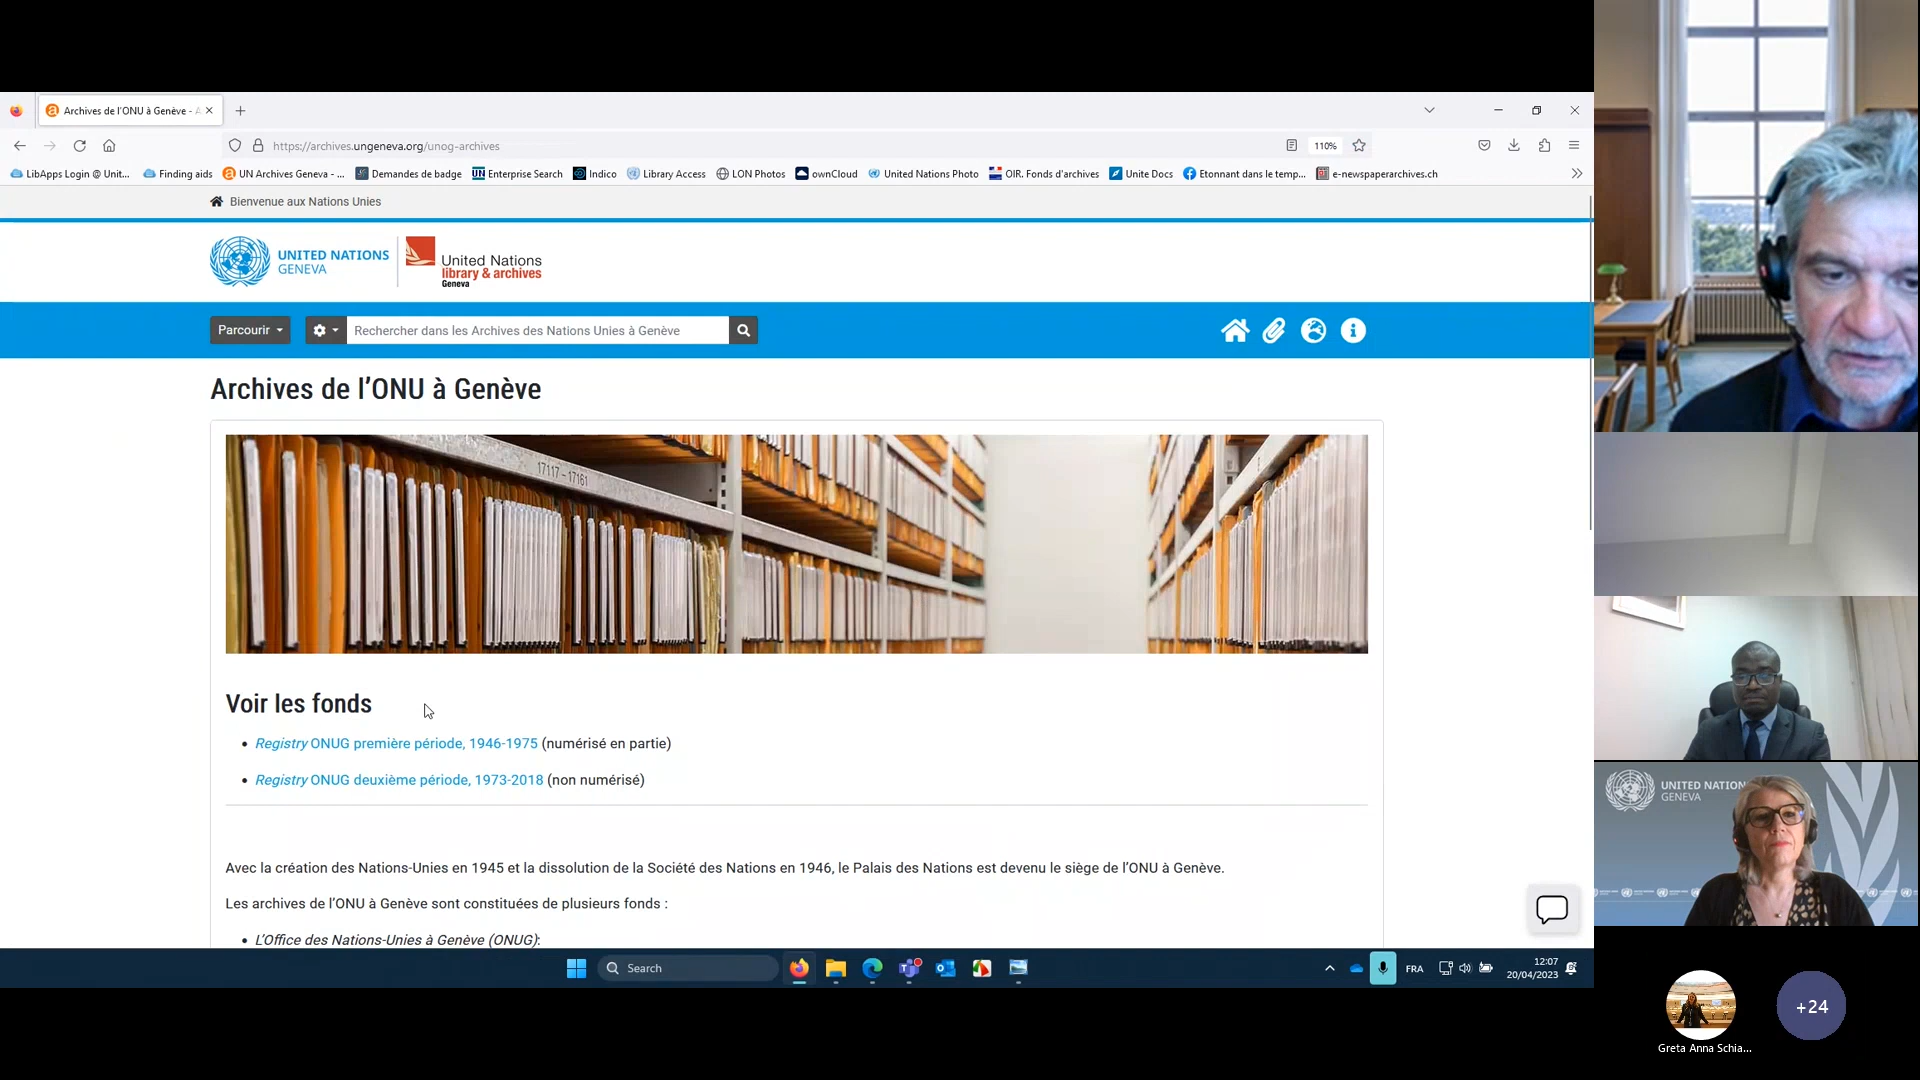 Archives de l'ONU à Genève - A
https://archives.ungeneva.org/unog-archives
110%
LibApps Login @ Unit...
Finding aids
UN Archives Geneva - ...
Demandes de badge
Enterprise Search
Indico
Library Access
LON Photos
ownCloud
United Nations Photo
OIR. Fonds d'archives
Unite Docs
Etonnant dans le temp...
e-newspaperarchives.ch
Bienvenue aux Nations Unies
UNITED NATIONS
GENEVA
United Nations
library & archives
Geneva
Parcourir
Rechercher dans les Archives des Nations Unies à Genève
Archives de l’ONU à Genève
17117 – 17161
Voir les fonds
Registry ONUG première période, 1946-1975 (numérisé en partie)
Registry ONUG deuxième période, 1973-2018 (non numérisé)
Avec la création des Nations-Unies en 1945 et la dissolution de la Société des Nations en 1946, le Palais des Nations est devenu le siège de l’ONU à Genève.
Les archives de l’ONU à Genève sont constituées de plusieurs fonds :
L’Office des Nations-Unies à Genève (ONUG):
Search
FRA
12:07
20/04/2023
UNITED NATION
GENEVA
Greta Anna Schia...
+24